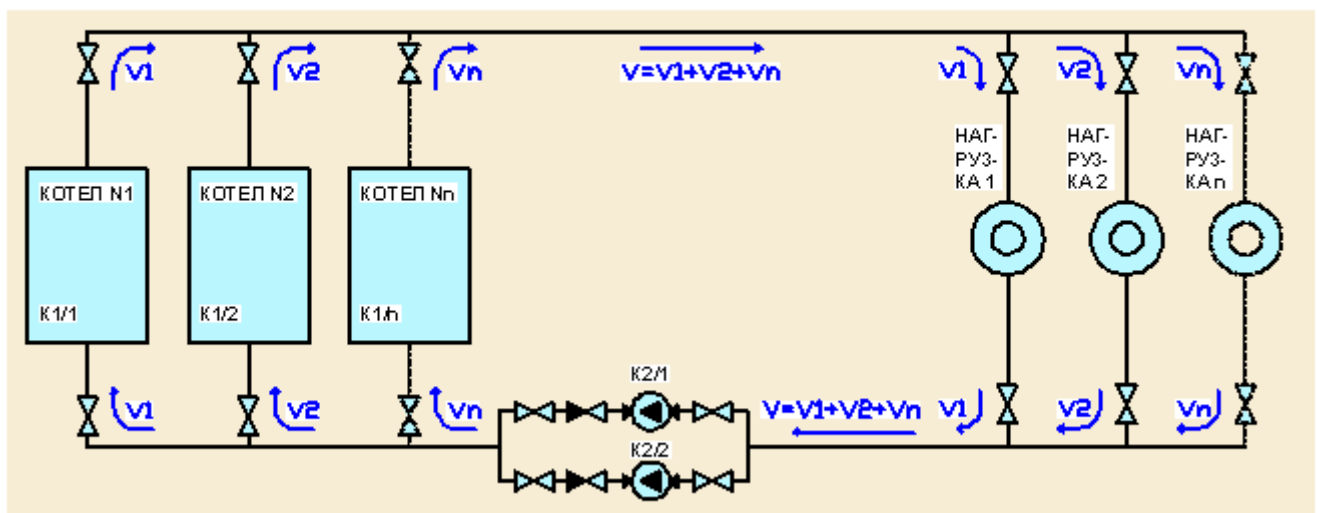 V1
V2
Vn
V=V1+V2+Vn
V1
V2
Vn
НАГ-
РУЗ-
КА 1
НАГ-
РУЗ-
КА 2
НАГ-
РУЗ-
КА n
КОТЕЛ N1
КОТЕЛ N2
КОТЕЛ Nn
К1/1
К1/2
К1/n
К2/1
V1
V2
Vn
V=V1+V2+Vn
V1
V2
Vn
К2/2